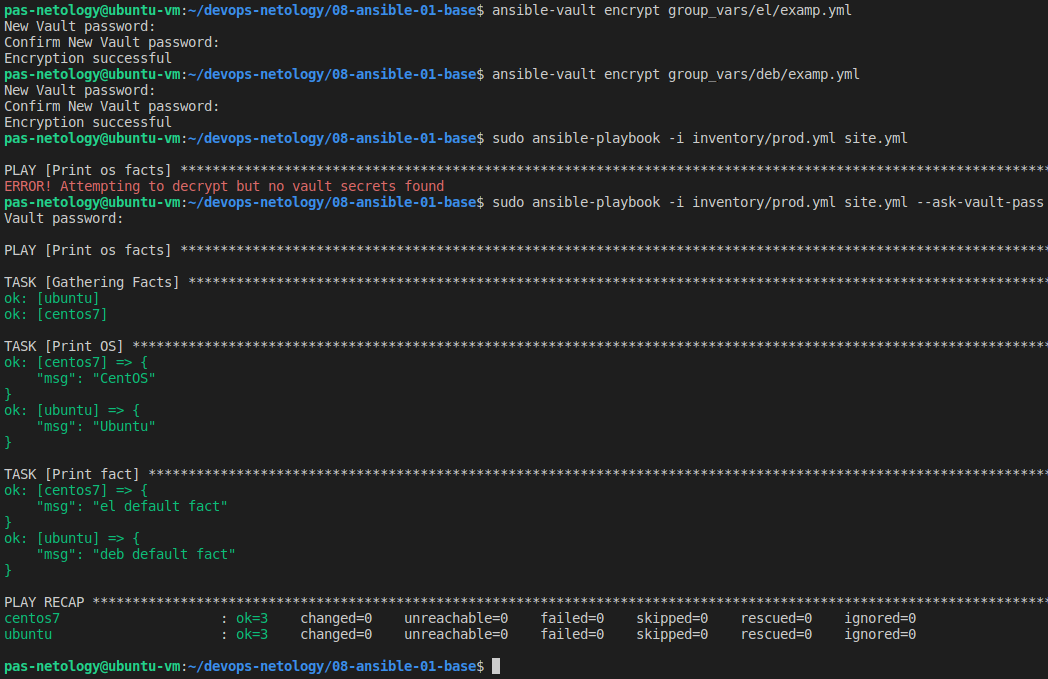 pas-netology@ubuntu-vm:~/devops-netology/08-ansible-01-base$ ansible-vault encrypt group_vars/el/examp.yml
New Vault password:
Confirm New Vault password:
Encryption successful
pas-netology@ubuntu-vm:~/devops-netology/08-ansible-01-base$ ansible-vault encrypt group_vars/deb/examp.yml
New Vault password:
Confirm New Vault password:
Encryption successful
pas-netology@ubuntu-vm:~/devops-netology/08-ansible-01-base$ sudo ansible-playbook -i inventory/prod.yml site.yml

PLAY [Print os facts] *************************************************************************************************************
ERROR! Attempting to decrypt but no vault secrets found
pas-netology@ubuntu-vm:~/devops-netology/08-ansible-01-base$ sudo ansible-playbook -i inventory/prod.yml site.yml --ask-vault-pass
Vault password:

PLAY [Print os facts] *************************************************************************************************************

TASK [Gathering Facts] ************************************************************************************************************
ok: [ubuntu]
ok: [centos7]

TASK [Print OS] *******************************************************************************************************************
ok: [centos7] => {
    "msg": "CentOS"
}
ok: [ubuntu] => {
    "msg": "Ubuntu"
}

TASK [Print fact] *****************************************************************************************************************
ok: [centos7] => {
    "msg": "el default fact"
}
ok: [ubuntu] => {
    "msg": "deb default fact"
}

PLAY RECAP ************************************************************************************************************************
centos7                    : ok=3    changed=0    unreachable=0    failed=0    skipped=0    rescued=0    ignored=0
ubuntu                     : ok=3    changed=0    unreachable=0    failed=0    skipped=0    rescued=0    ignored=0

pas-netology@ubuntu-vm:~/devops-netology/08-ansible-01-base$